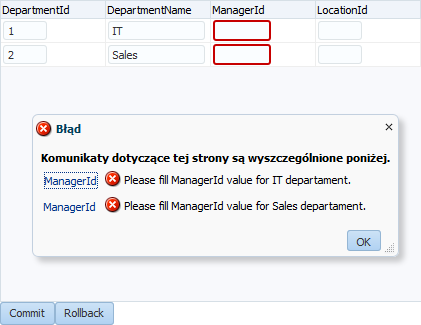 DepartmentId DepartmentName ManagerId LocationId
1 IT
2 Sales
Błąd
Komunikaty dotyczące tej strony są wyszczególnione poniżej.
ManagerId Please fill ManagerId value for IT departament.
ManagerId Please fill ManagerId value for Sales departament.
OK
Commit Rollback